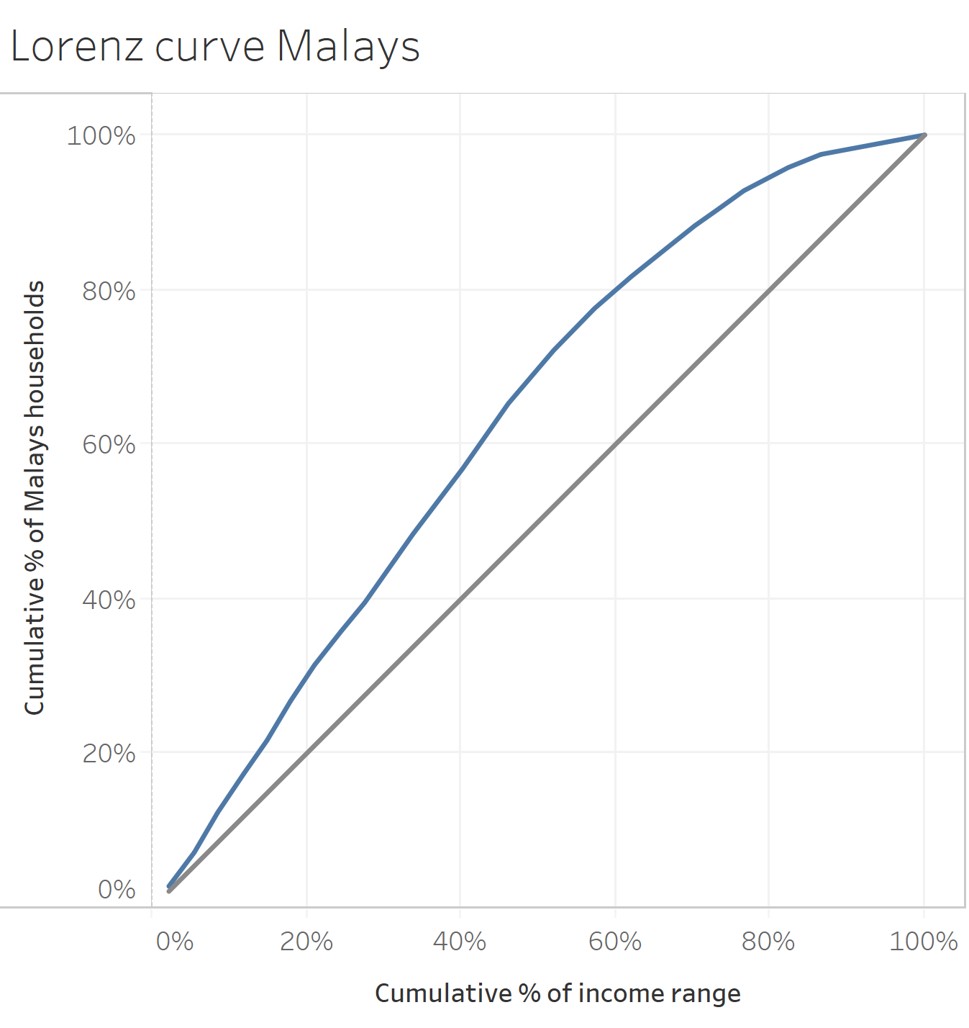 Lorenz curve Malays
Cumulative % of Malays households
100%
80%
60%
40%
20%
0%
0% 20% 40% 60% 80% 100%
Cumulative % of income range